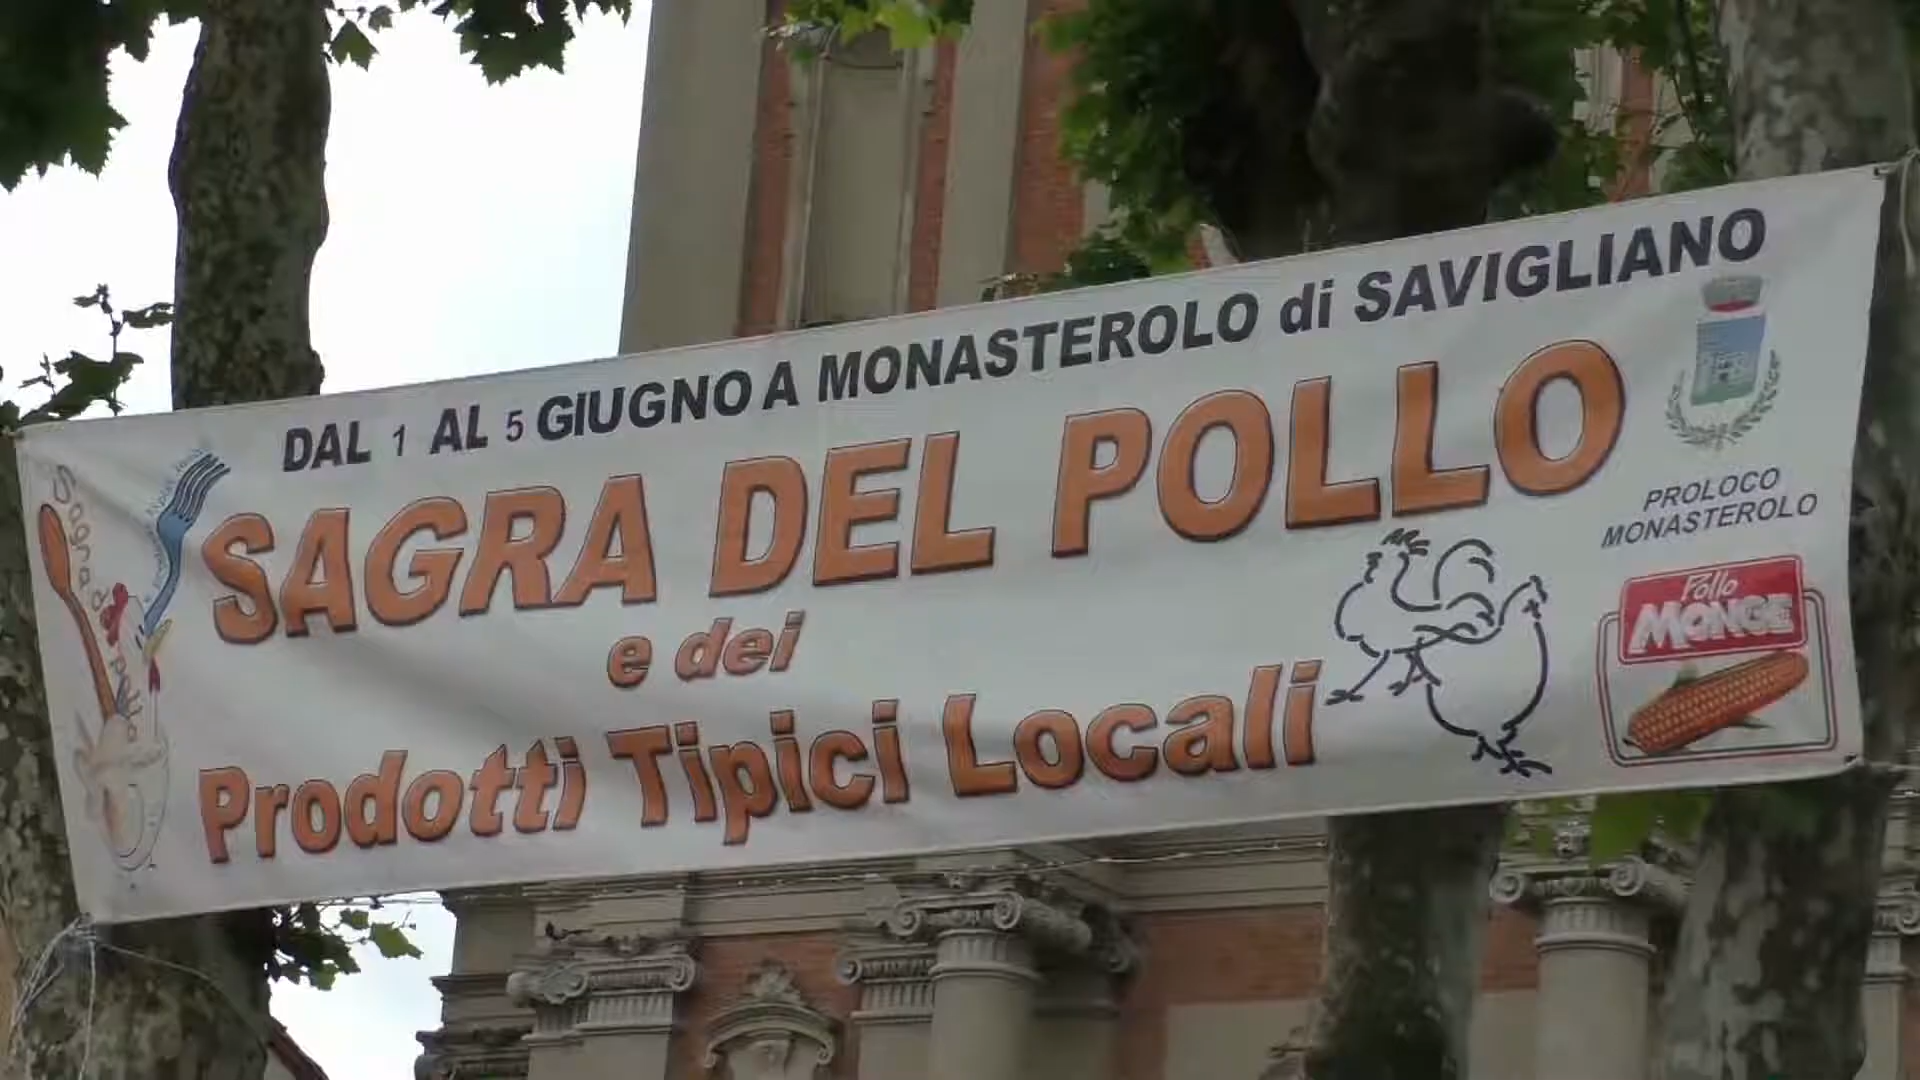 DAL 1 AL 5 GIUGNO A MONASTEROLO di SAVIGLIANO
SAGRA DEL POLLO
e dei
Prodotti Tipici Locali
PROLOCO
MONASTEROLO
Pollo
MONGE
Sagra d